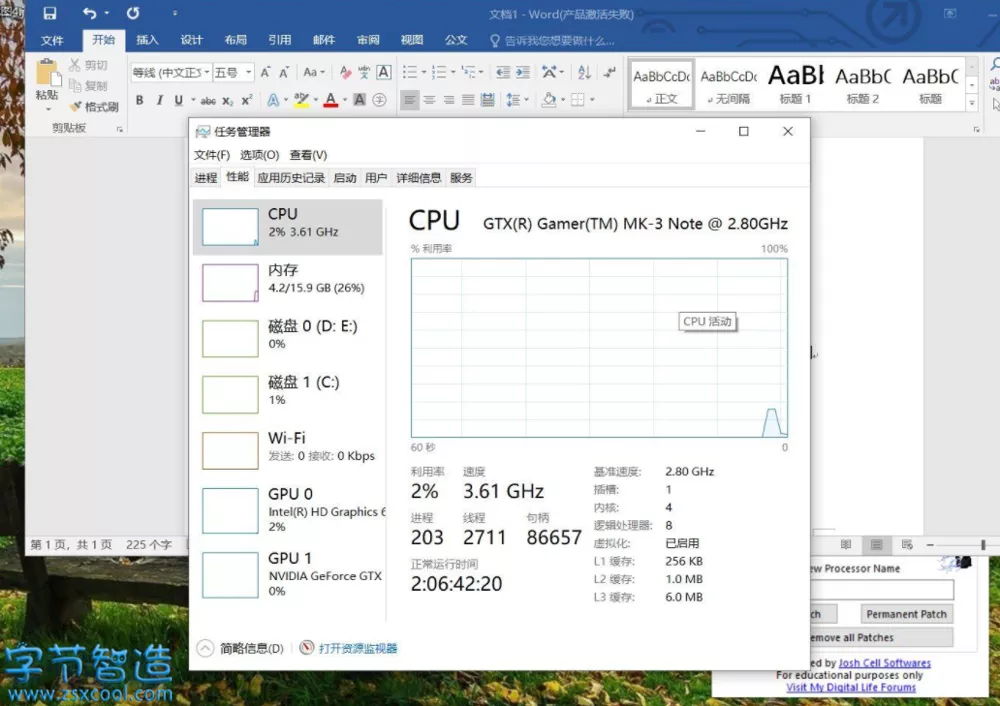 文档1 - Word(产品激活失败)
文件 开始 插入 设计 布局 引用 邮件 审阅 视图 公文 告诉我您想要做什么...
粘贴
剪切
复制
格式刷
剪贴板
等线 (中文正文 五号
B I U abc X₂ X²
AaBbCcDc AaBbCcDc AaBl AaBbC AaBbC
正文 无间隔 标题 1 标题 2 标题
任务管理器
文件(F) 选项(O) 查看(V)
进程 性能 应用历史记录 启动 用户 详细信息 服务
CPU
2% 3.61 GHz
内存
4.2/15.9 GB (26%)
磁盘 0 (D: E:)
0%
磁盘 1 (C:)
1%
Wi-Fi
发送: 0 接收: 0 Kbps
GPU 0
Intel(R) HD Graphics 6
2%
GPU 1
NVIDIA GeForce GTX
0%
CPU GTX(R) Gamer(TM) MK-3 Note @ 2.80GHz
% 利用率 100%
CPU 活动
60 秒 0
利用率 速度
2% 3.61 GHz
进程 线程 句柄
203 2711 86657
正常运行时间
2:06:42:20
基准速度: 2.80 GHz
插槽: 1
内核: 4
逻辑处理器: 8
虚拟化: 已启用
L1 缓存: 256 KB
L2 缓存: 1.0 MB
L3 缓存: 6.0 MB
简略信息(D) 打开资源监视器
第 1 页，共 1 页 225 个字
ew Processor Name
ch Permanent Patch
emove all Patches
ed by Josh Cell Softwares
For educational purposes only
Visit My Digital Life Forums
字节智造
www.zsxcool.com